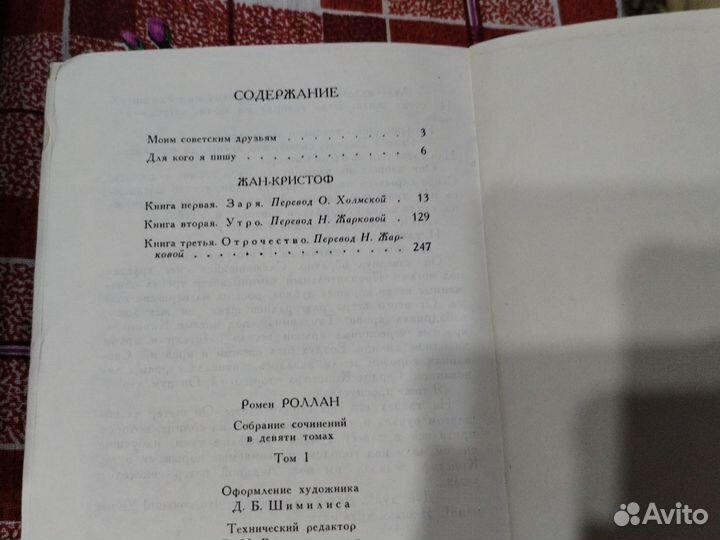 СОДЕРЖАНИЕ
Моим советским друзьям . . . . . . . . . . 3
Для кого я пишу . . . . . . . . . . . . . 6
ЖАН-КРИСТОФ
Книга первая. Заря. Перевод О. Холмской . 13
Книга вторая. Утро. Перевод Н. Жарковой . 129
Книга третья. Отрочество. Перевод Н. Жар-
ковой . . . . . . . . . . . . . . . 247
Ромен РОЛЛАН
Собрание сочинений
в девяти томах
Том I
Оформление художника
Д. Б. Шимилиса
Технический редактор
Avito